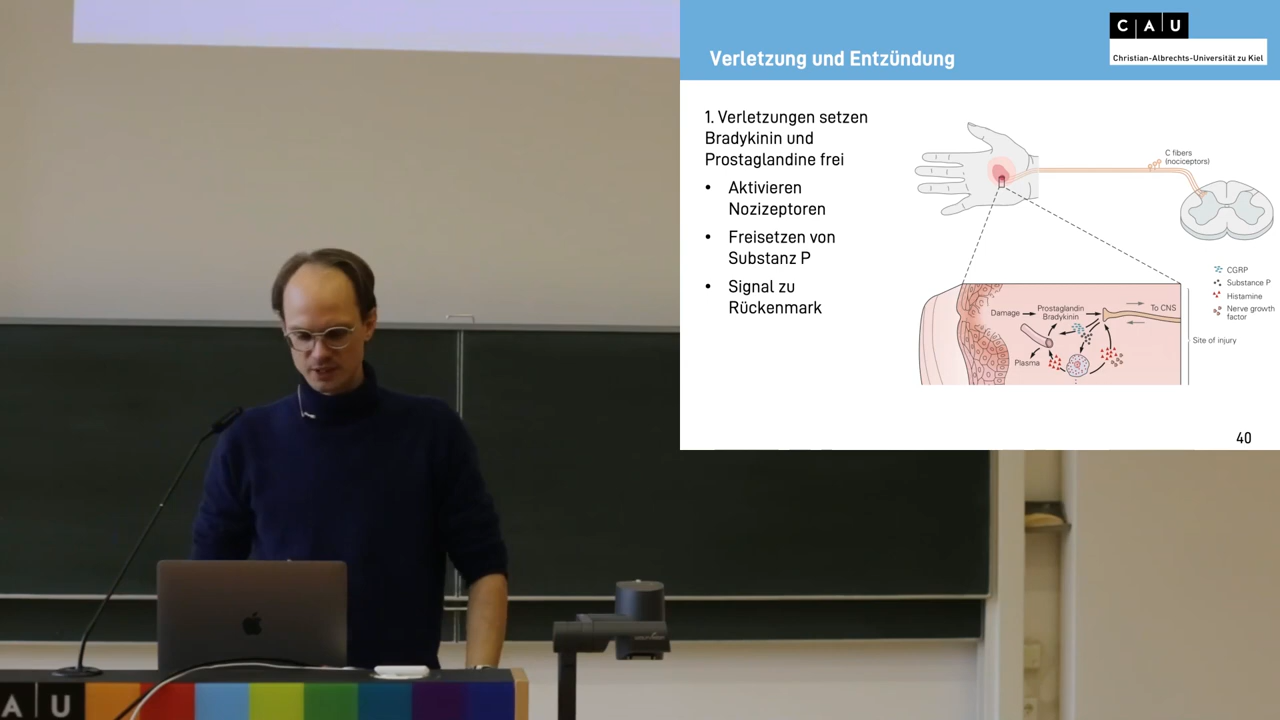 Verletzung und Entzündung
C A U
Christian-Albrechts-Universität zu Kiel
1. Verletzungen setzen
Bradykinin und
Prostaglandine frei
• Aktivieren
Nozizeptoren
• Freisetzen von
Substanz P
• Signal zu
Rückenmark
C fibers
(nociceptors)
CGRP
Substance P
Histamine
Nerve growth
factor
Damage
Prostaglandin
Bradykinin
To CNS
Plasma
Site of injury
40
A U